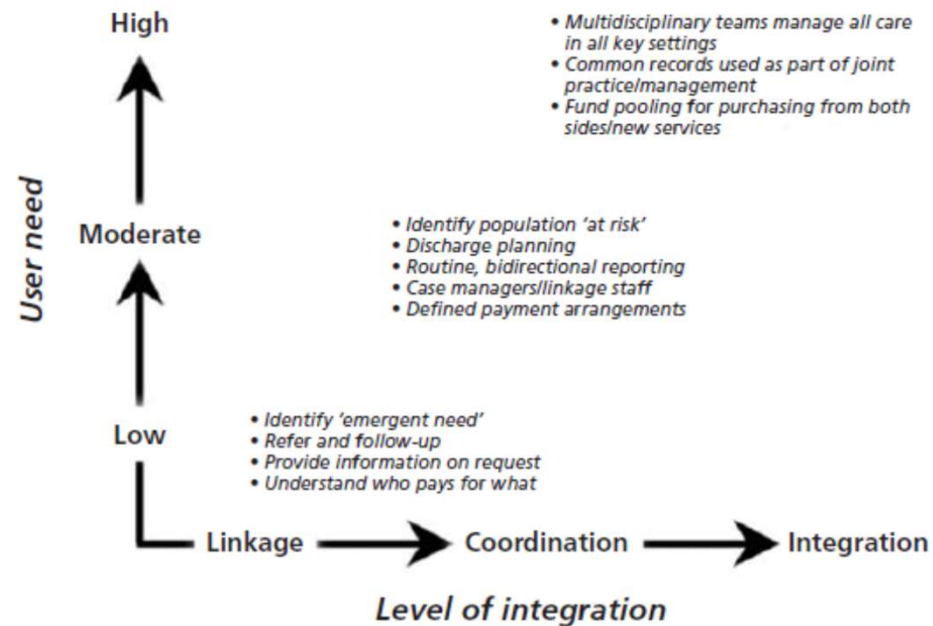 High
• Multidisciplinary teams manage all care
in all key settings
• Common records used as part of joint
practice/management
• Fund pooling for purchasing from both
sides/new services
User need
Moderate
• Identify population ‘at risk’
• Discharge planning
• Routine, bidirectional reporting
• Case managers/linkage staff
• Defined payment arrangements
Low
• Identify ‘emergent need’
• Refer and follow-up
• Provide information on request
• Understand who pays for what
Linkage Coordination Integration
Level of integration